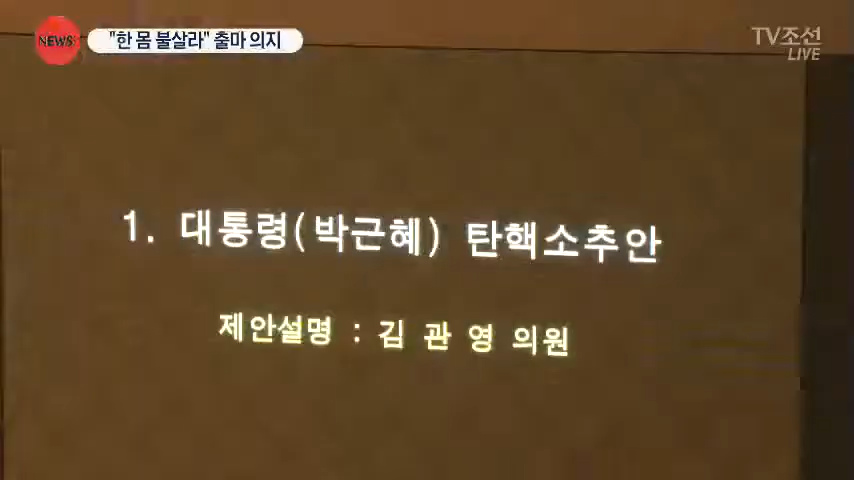 NEWS
"한 몸 불살라" 출마 의지
TV조선
LIVE
1. 대통령(박근혜) 탄핵소추안
제안설명 : 김 관 영 의원